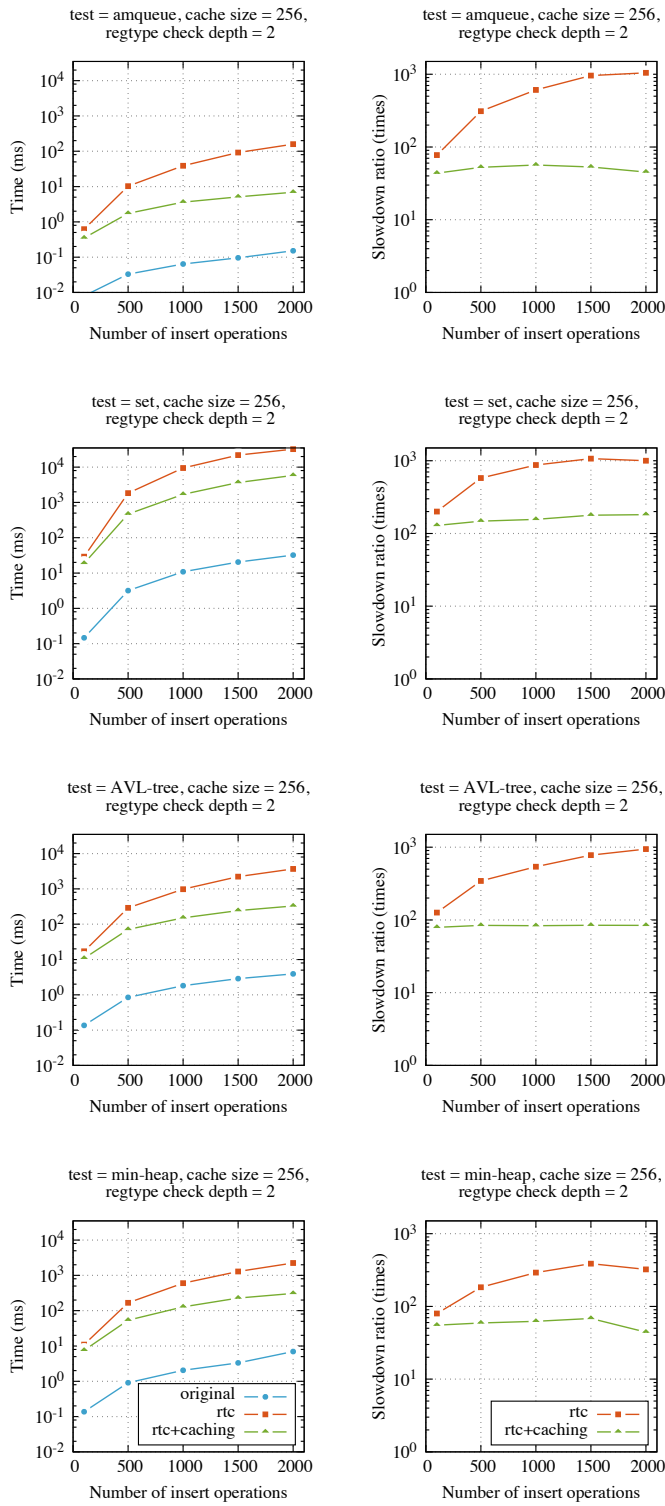 test = amqueue, cache size = 256,
regtype check depth = 2
Time (ms)
10^4
10^3
10^2
10^1
10^0
10^-1
10^-2
0 500 1000 1500 2000
Number of insert operations
test = amqueue, cache size = 256,
regtype check depth = 2
Slowdown ratio (times)
10^3
10^2
10^1
10^0
0 500 1000 1500 2000
Number of insert operations
test = set, cache size = 256,
regtype check depth = 2
Time (ms)
10^4
10^3
10^2
10^1
10^0
10^-1
10^-2
0 500 1000 1500 2000
Number of insert operations
test = set, cache size = 256,
regtype check depth = 2
Slowdown ratio (times)
10^3
10^2
10^1
10^0
0 500 1000 1500 2000
Number of insert operations
test = AVL-tree, cache size = 256,
regtype check depth = 2
Time (ms)
10^4
10^3
10^2
10^1
10^0
10^-1
10^-2
0 500 1000 1500 2000
Number of insert operations
test = AVL-tree, cache size = 256,
regtype check depth = 2
Slowdown ratio (times)
10^3
10^2
10^1
10^0
0 500 1000 1500 2000
Number of insert operations
test = min-heap, cache size = 256,
regtype check depth = 2
Time (ms)
10^4
10^3
10^2
10^1
10^0
10^-1
10^-2
original
rtc
rtc+caching
0 500 1000 1500 2000
Number of insert operations
test = min-heap, cache size = 256,
regtype check depth = 2
Slowdown ratio (times)
10^3
10^2
10^1
10^0
rtc
rtc+caching
0 500 1000 1500 2000
Number of insert operations